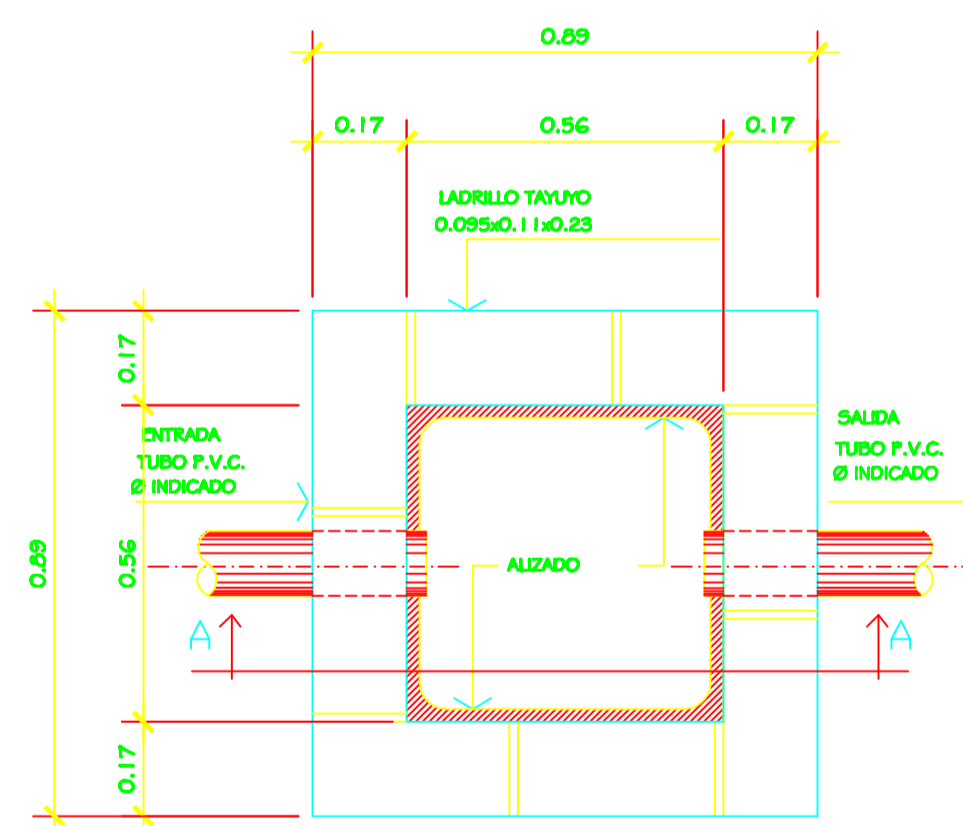 0.89
0.17 0.56 0.17
LADRILLO TAYUYO
0.095x0.11x0.23
0.17
ENTRADA
TUBO P.V.C.
Ø INDICADO
SALIDA
TUBO P.V.C.
Ø INDICADO
0.89
0.56
ALIZADO
A A
0.17